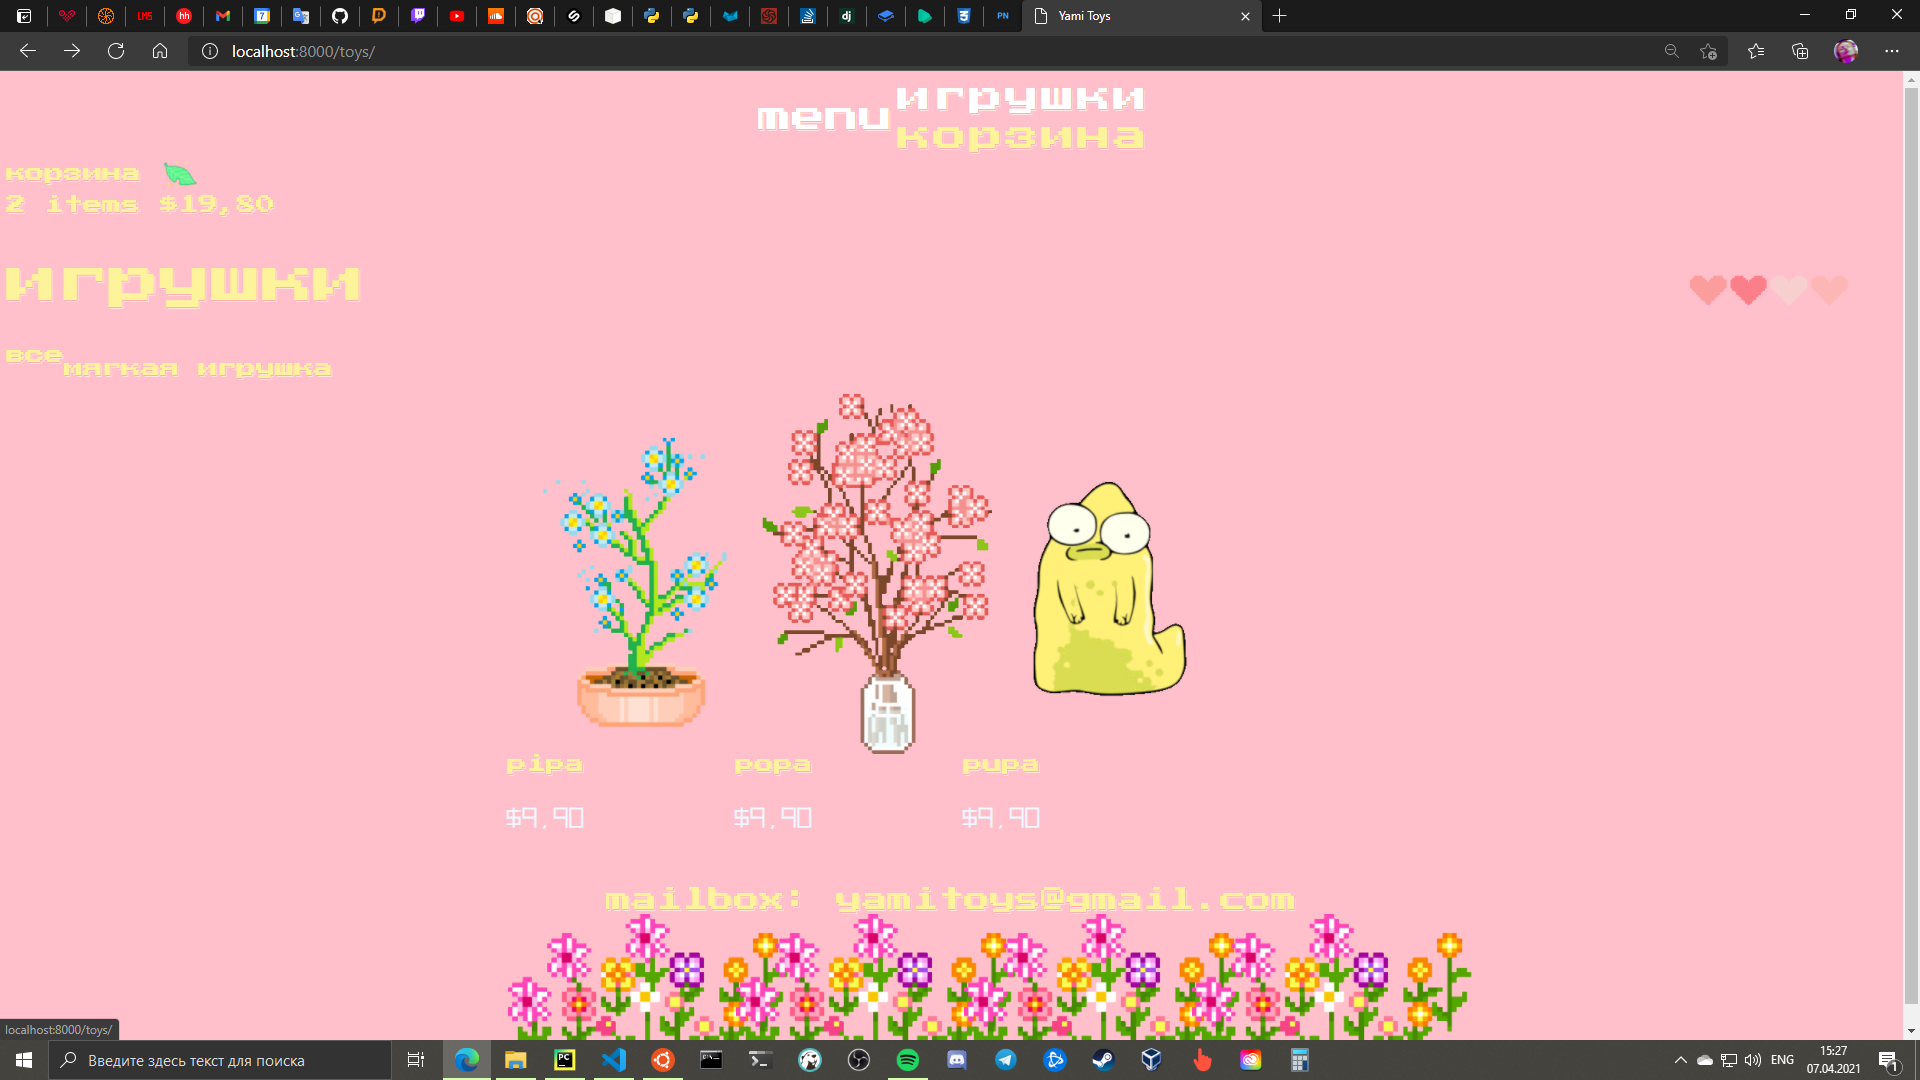 Yami Toys
localhost:8000/toys/
menu
игрушки
корзина
корзина
2 items $19,80
игрушки
все
мягкая игрушка
pipa
popa
pupa
$9,90
$9,90
$9,90
mailbox: yamitoys@gmail.com
localhost:8000/toys/
Введите здесь текст для поиска
ENG
15:27
07.04.2021
1
LMS
hh
7
dj
PN
PC